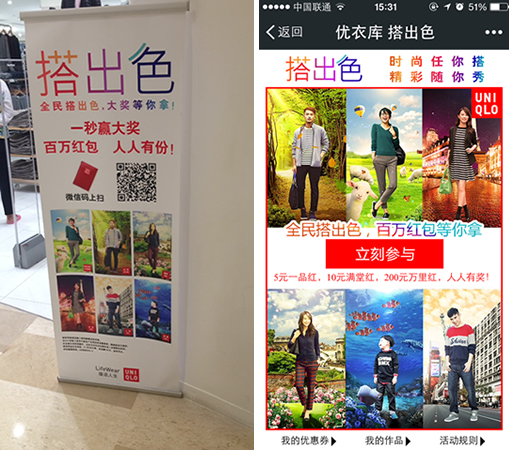 搭出色
全民搭出色,大奖等你拿!
一秒赢大奖
百万红包 人人有份!
微信码上扫
LifeWear
服适人生
UNI
QLO
中国联通
15:31
51%
返回
优衣库 搭出色
搭出色
时尚任你搭
精彩随你秀
UNI
QLO
全民搭出色,百万红包等你拿
立刻参与
5元一品红,10元满堂红,200元万里红,人人有奖!
我的优惠券
我的作品
活动规则